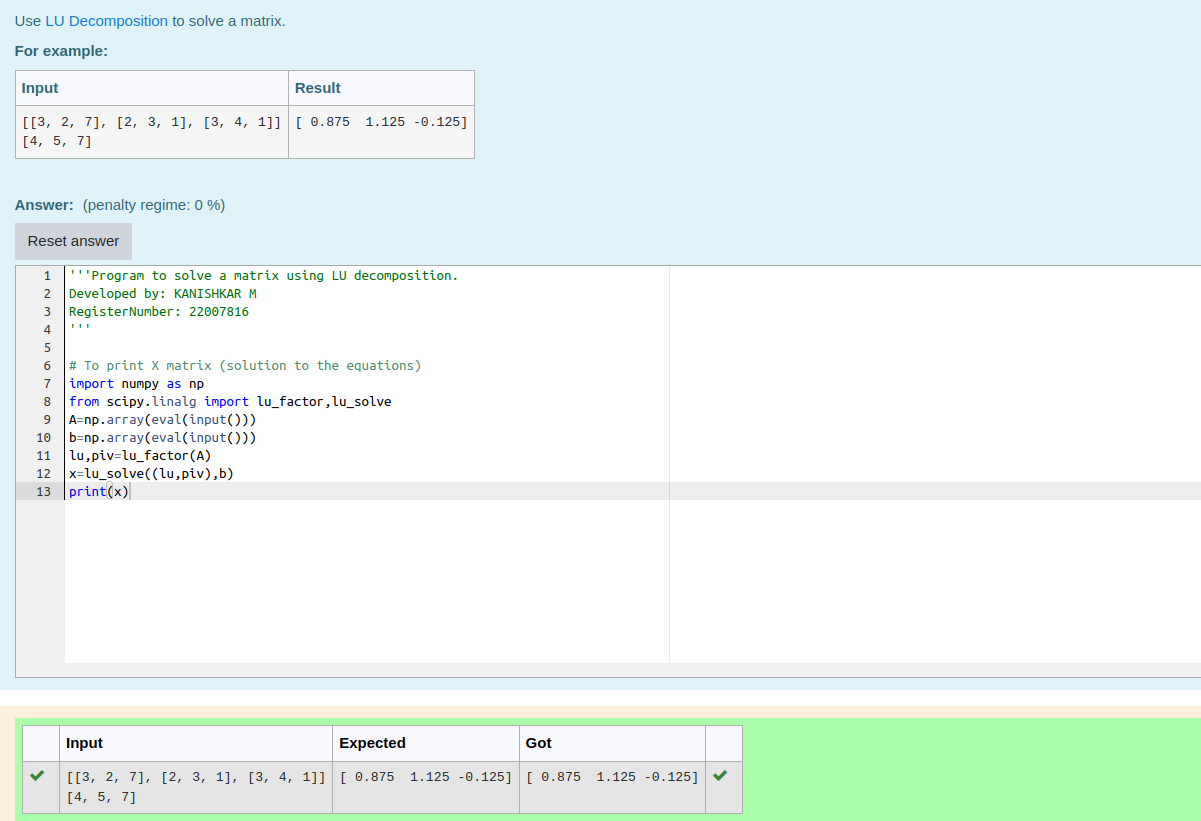 Use LU Decomposition to solve a matrix.
For example:
Input Result
[[3, 2, 7], [2, 3, 1], [3, 4, 1]] [ 0.875  1.125 -0.125]
[4, 5, 7]
Answer: (penalty regime: 0 %)
Reset answer
1 '''Program to solve a matrix using LU decomposition.
2 Developed by: KANISHKAR M
3 RegisterNumber: 22007816
4 '''
5
6 # To print X matrix (solution to the equations)
7 import numpy as np
8 from scipy.linalg import lu_factor,lu_solve
9 A=np.array(eval(input()))
10 b=np.array(eval(input()))
11 lu,piv=lu_factor(A)
12 x=lu_solve((lu,piv),b)
13 print(x)
Input Expected Got
[[3, 2, 7], [2, 3, 1], [3, 4, 1]] [ 0.875  1.125 -0.125] [ 0.875  1.125 -0.125]
[4, 5, 7]